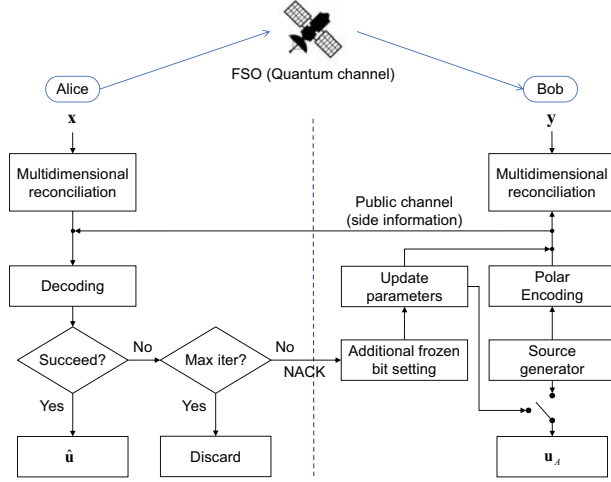 FSO (Quantum channel)
Alice
Bob
x
y
Multidimensional
reconciliation
Multidimensional
reconciliation
Public channel
(side information)
Decoding
Update
parameters
Polar
Encoding
Succeed?
No
Max iter?
No
NACK
Additional frozen
bit setting
Source
generator
Yes
Yes
û
Discard
u_A